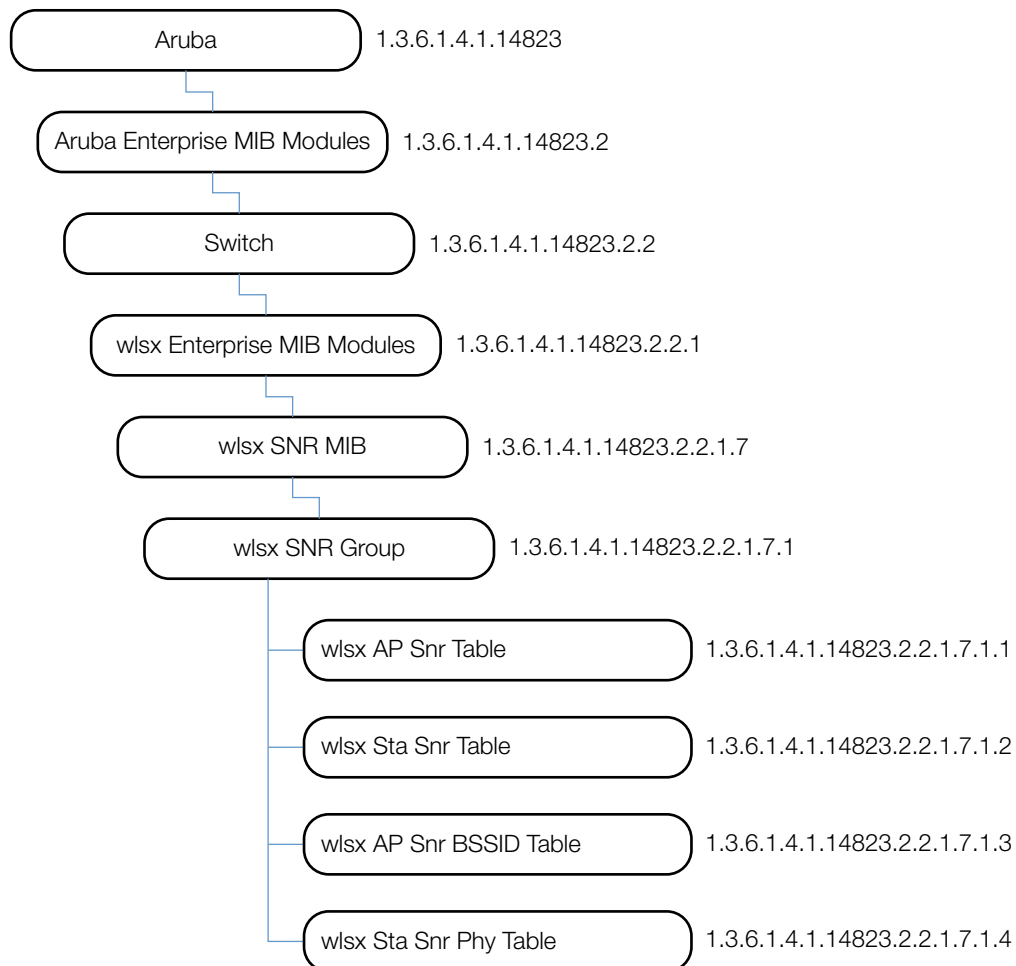 Aruba 1.3.6.1.4.1.14823
Aruba Enterprise MIB Modules 1.3.6.1.4.1.14823.2
Switch 1.3.6.1.4.1.14823.2.2
wlsx Enterprise MIB Modules 1.3.6.1.4.1.14823.2.2.1
wlsx SNR MIB 1.3.6.1.4.1.14823.2.2.1.7
wlsx SNR Group 1.3.6.1.4.1.14823.2.2.1.7.1
wlsx AP Snr Table 1.3.6.1.4.1.14823.2.2.1.7.1.1
wlsx Sta Snr Table 1.3.6.1.4.1.14823.2.2.1.7.1.2
wlsx AP Snr BSSID Table 1.3.6.1.4.1.14823.2.2.1.7.1.3
wlsx Sta Snr Phy Table 1.3.6.1.4.1.14823.2.2.1.7.1.4